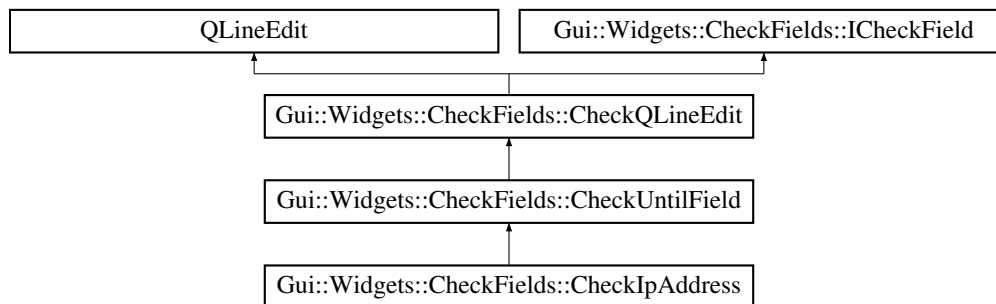 QLineEdit
Gui::Widgets::CheckFields::ICheckField
Gui::Widgets::CheckFields::CheckQLineEdit
Gui::Widgets::CheckFields::CheckUntilField
Gui::Widgets::CheckFields::CheckIpAddress